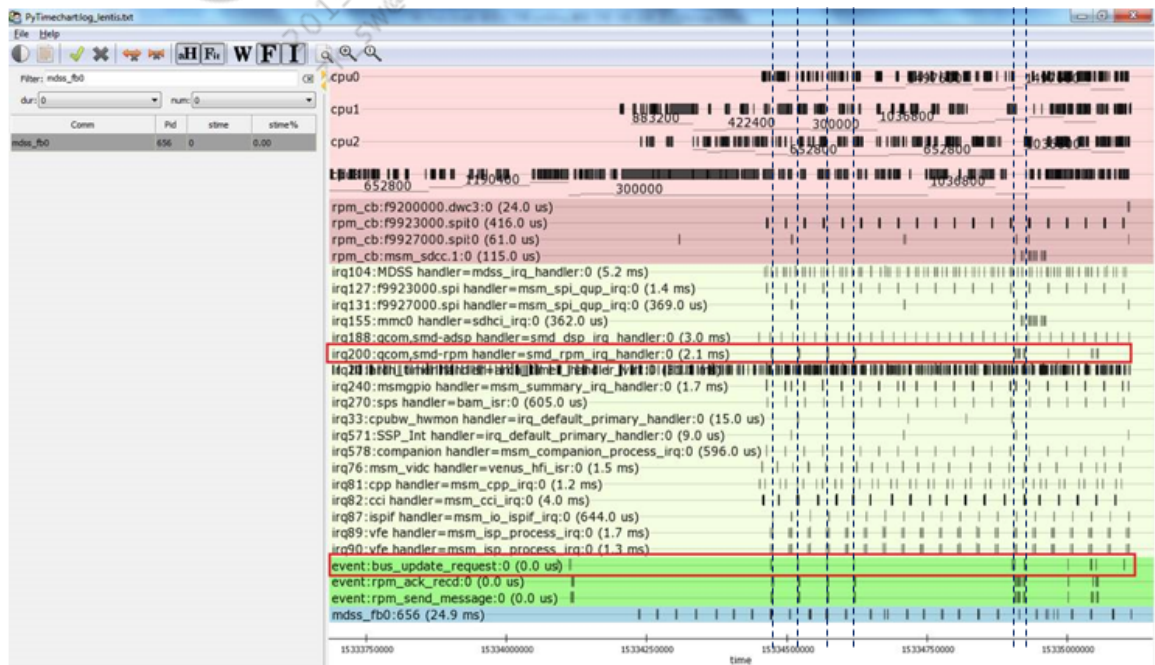 PyTimechart:log_lentis.txt
File Help
aH Fit W F I
Filter: mdss_fb0
dur: 0 num: 0
Comm Pid stime stime%
mdss_fb0 656 0 0.00
cpu0
cpu1
883200 422400 300000 1036800
cpu2
652800 652800
652800 1190400 300000 1036800
rpm_cb:f9200000.dwc3:0 (24.0 us)
rpm_cb:f9923000.spi:0 (416.0 us)
rpm_cb:f9927000.spi:0 (61.0 us)
rpm_cb:msm_sdcc.1:0 (115.0 us)
irq104:MDSS handler=mdss_irq_handler:0 (5.2 ms)
irq127:f9923000.spi handler=msm_spi_qup_irq:0 (1.4 ms)
irq131:f9927000.spi handler=msm_spi_qup_irq:0 (369.0 us)
irq155:mmc0 handler=sdhci_irq:0 (362.0 us)
irq188:qcom,smd-adsp handler=smd_dsp_irq_handler:0 (3.0 ms)
irq200:qcom,smd-rpm handler=smd_rpm_irq_handler:0 (2.1 ms)
irq240:msmgpio handler=msm_summary_irq_handler:0 (1.7 ms)
irq270:sps handler=bam_isr:0 (605.0 us)
irq33:cpubw_hwmon handler=irq_default_primary_handler:0 (15.0 us)
irq571:SSP_Int handler=irq_default_primary_handler:0 (9.0 us)
irq578:companion handler=msm_companion_process_irq:0 (596.0 us)
irq76:msm_vidc handler=venus_hfi_isr:0 (1.5 ms)
irq81:cpp handler=msm_cpp_irq:0 (1.2 ms)
irq82:cci handler=msm_cci_irq:0 (4.0 ms)
irq87:ispif handler=msm_io_ispif_irq:0 (644.0 us)
irq89:vfe handler=msm_isp_process_irq:0 (1.7 ms)
irq90:vfe handler=msm_isp_process_irq:0 (1.3 ms)
event:bus_update_request:0 (0.0 us)
event:rpm_ack_recd:0 (0.0 us)
event:rpm_send_message:0 (0.0 us)
mdss_fb0:656 (24.9 ms)
15333750000 15334000000 15334250000 15334500000 15334750000 15335000000
time